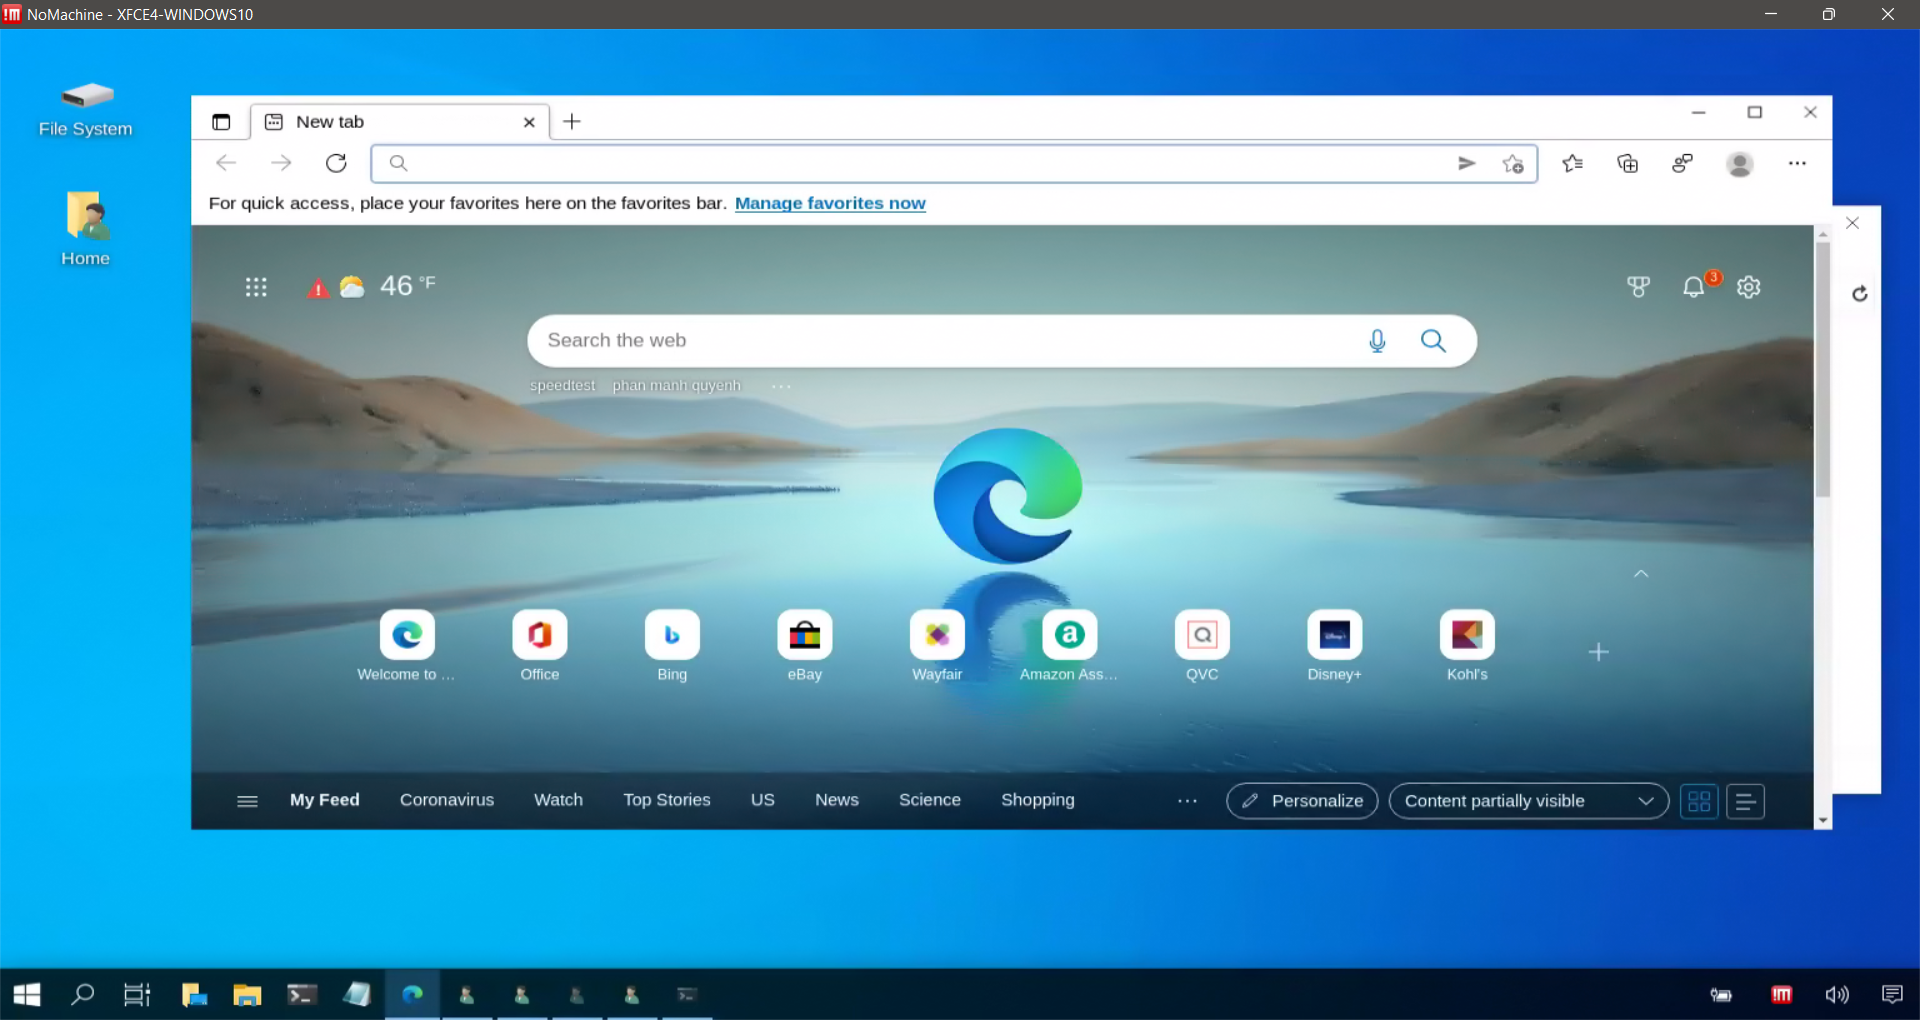 NoMachine - XFCE4-WINDOWS10
File System
Home
New tab
For quick access, place your favorites here on the favorites bar. Manage favorites now
46 °F
3
Search the web
speedtest phan manh quyenh ...
Welcome to ... Office Bing eBay Wayfair Amazon Ass... QVC Disney+ Kohl's
My Feed Coronavirus Watch Top Stories US News Science Shopping ... Personalize Content partially visible